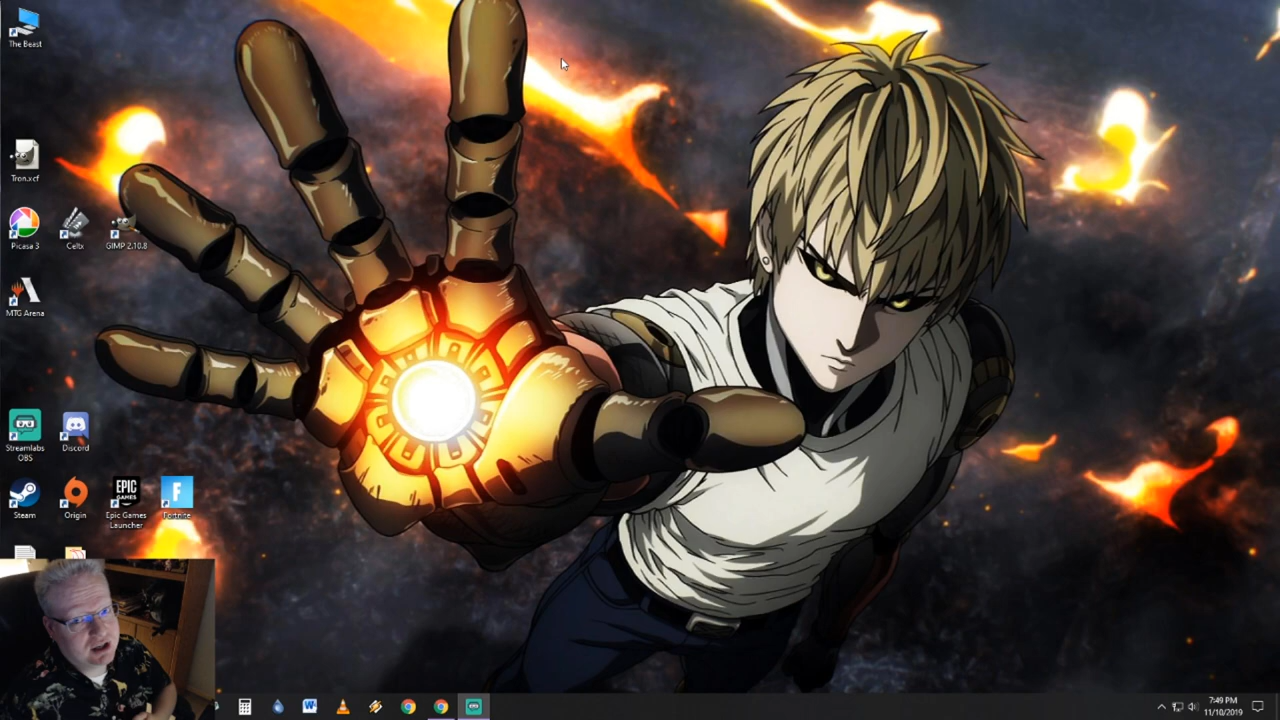 The Beast
Tron.xcf
Picasa 3
Celtx
GIMP 2.10.8
MTG Arena
Streamlabs
OBS
Discord
Steam
Origin
EPIC
GAMES
Epic Games
Launcher
F
Fortnite
W
7:49 PM
11/10/2019